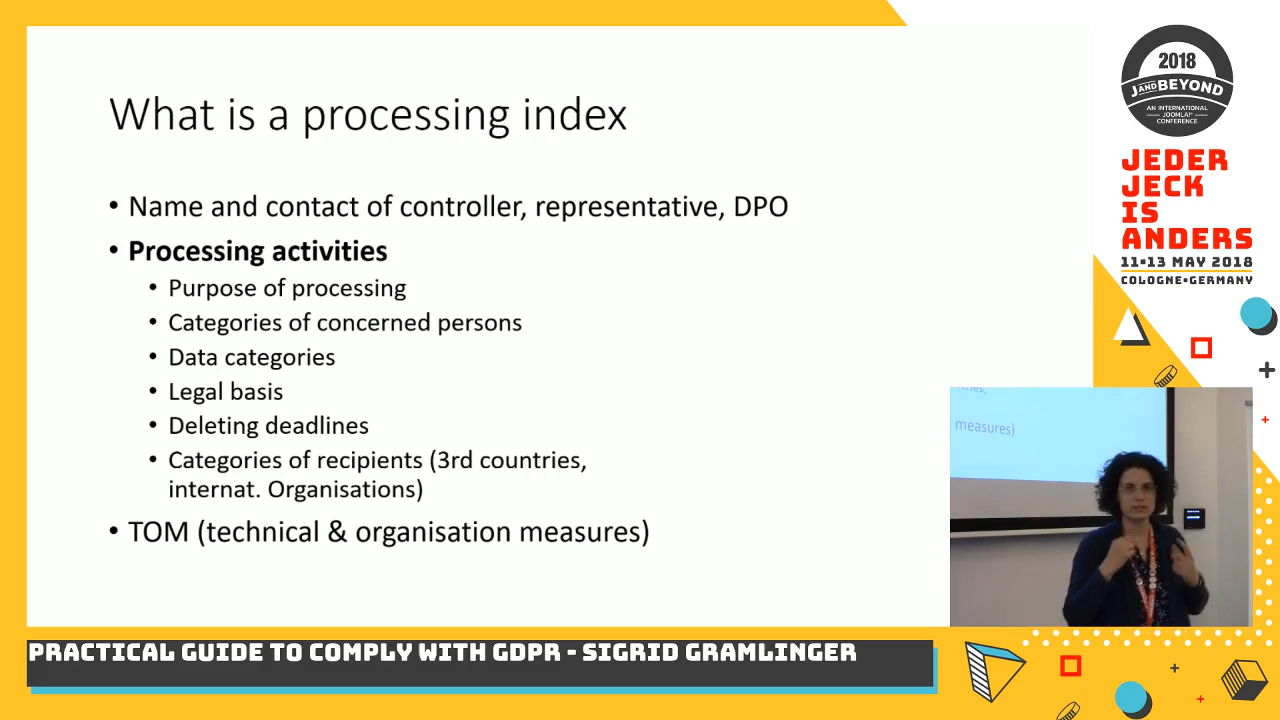 What is a processing index
• Name and contact of controller, representative, DPO
• Processing activities
• Purpose of processing
• Categories of concerned persons
• Data categories
• Legal basis
• Deleting deadlines
• Categories of recipients (3rd countries,
internat. Organisations)
• TOM (technical & organisation measures)
2018
J AND BEYOND
AN INTERNATIONAL
JOOMLA!®
CONFERENCE
JEDER
JECK
IS
ANDERS
11•13 MAY 2018
COLOGNE•GERMANY
measures)
PRACTICAL GUIDE TO COMPLY WITH GDPR - SIGRID GRAMLINGER